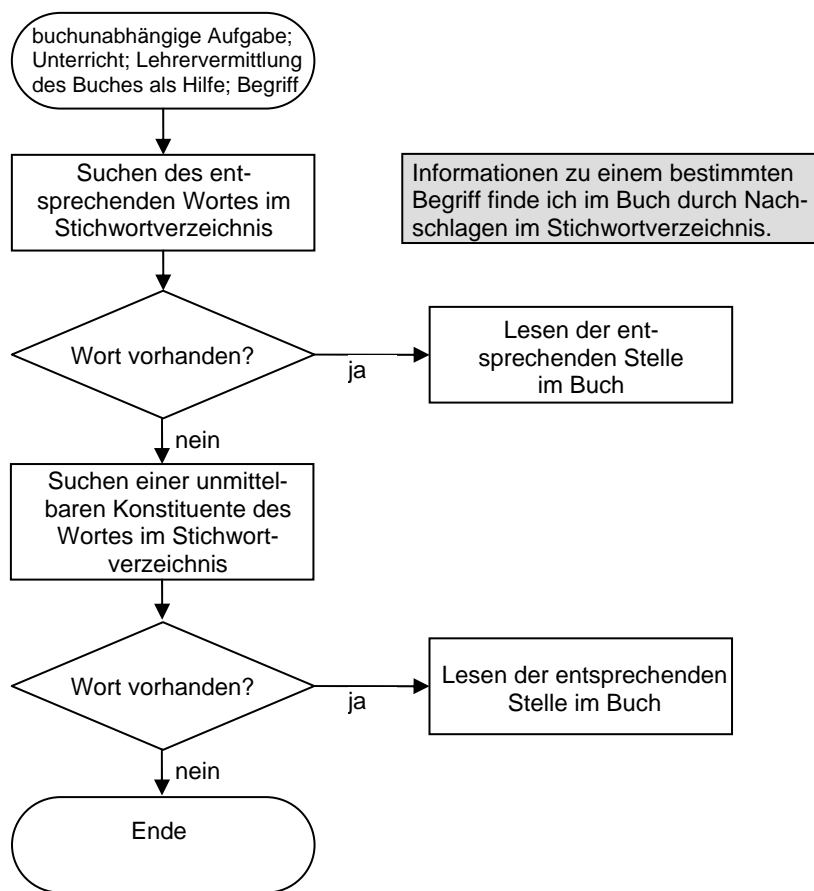 buchunabhängige Aufgabe;
Unterricht; Lehrervermittlung
des Buches als Hilfe; Begriff
Suchen des ent-
sprechenden Wortes im
Stichwortverzeichnis
Informationen zu einem bestimmten
Begriff finde ich im Buch durch Nach-
schlagen im Stichwortverzeichnis.
Wort vorhanden?
ja
Lesen der ent-
sprechenden Stelle
im Buch
nein
Suchen einer unmittel-
baren Konstituente des
Wortes im Stichwort-
verzeichnis
Wort vorhanden?
ja
Lesen der entsprechenden
Stelle im Buch
nein
Ende